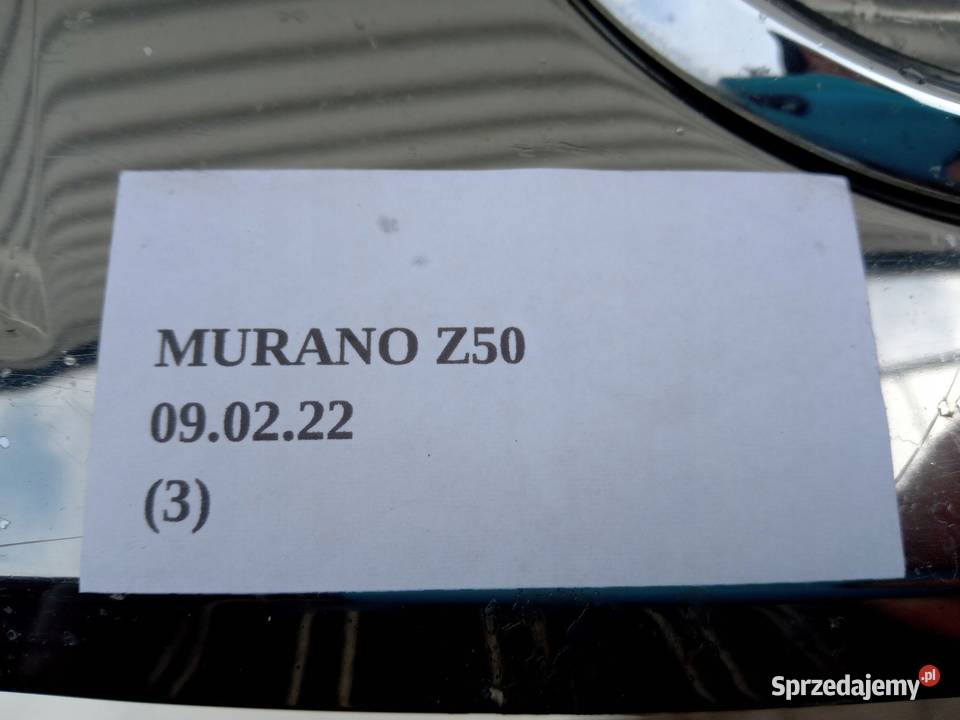 MURANO Z50
09.02.22
(3)
Sprzedajemy.pl